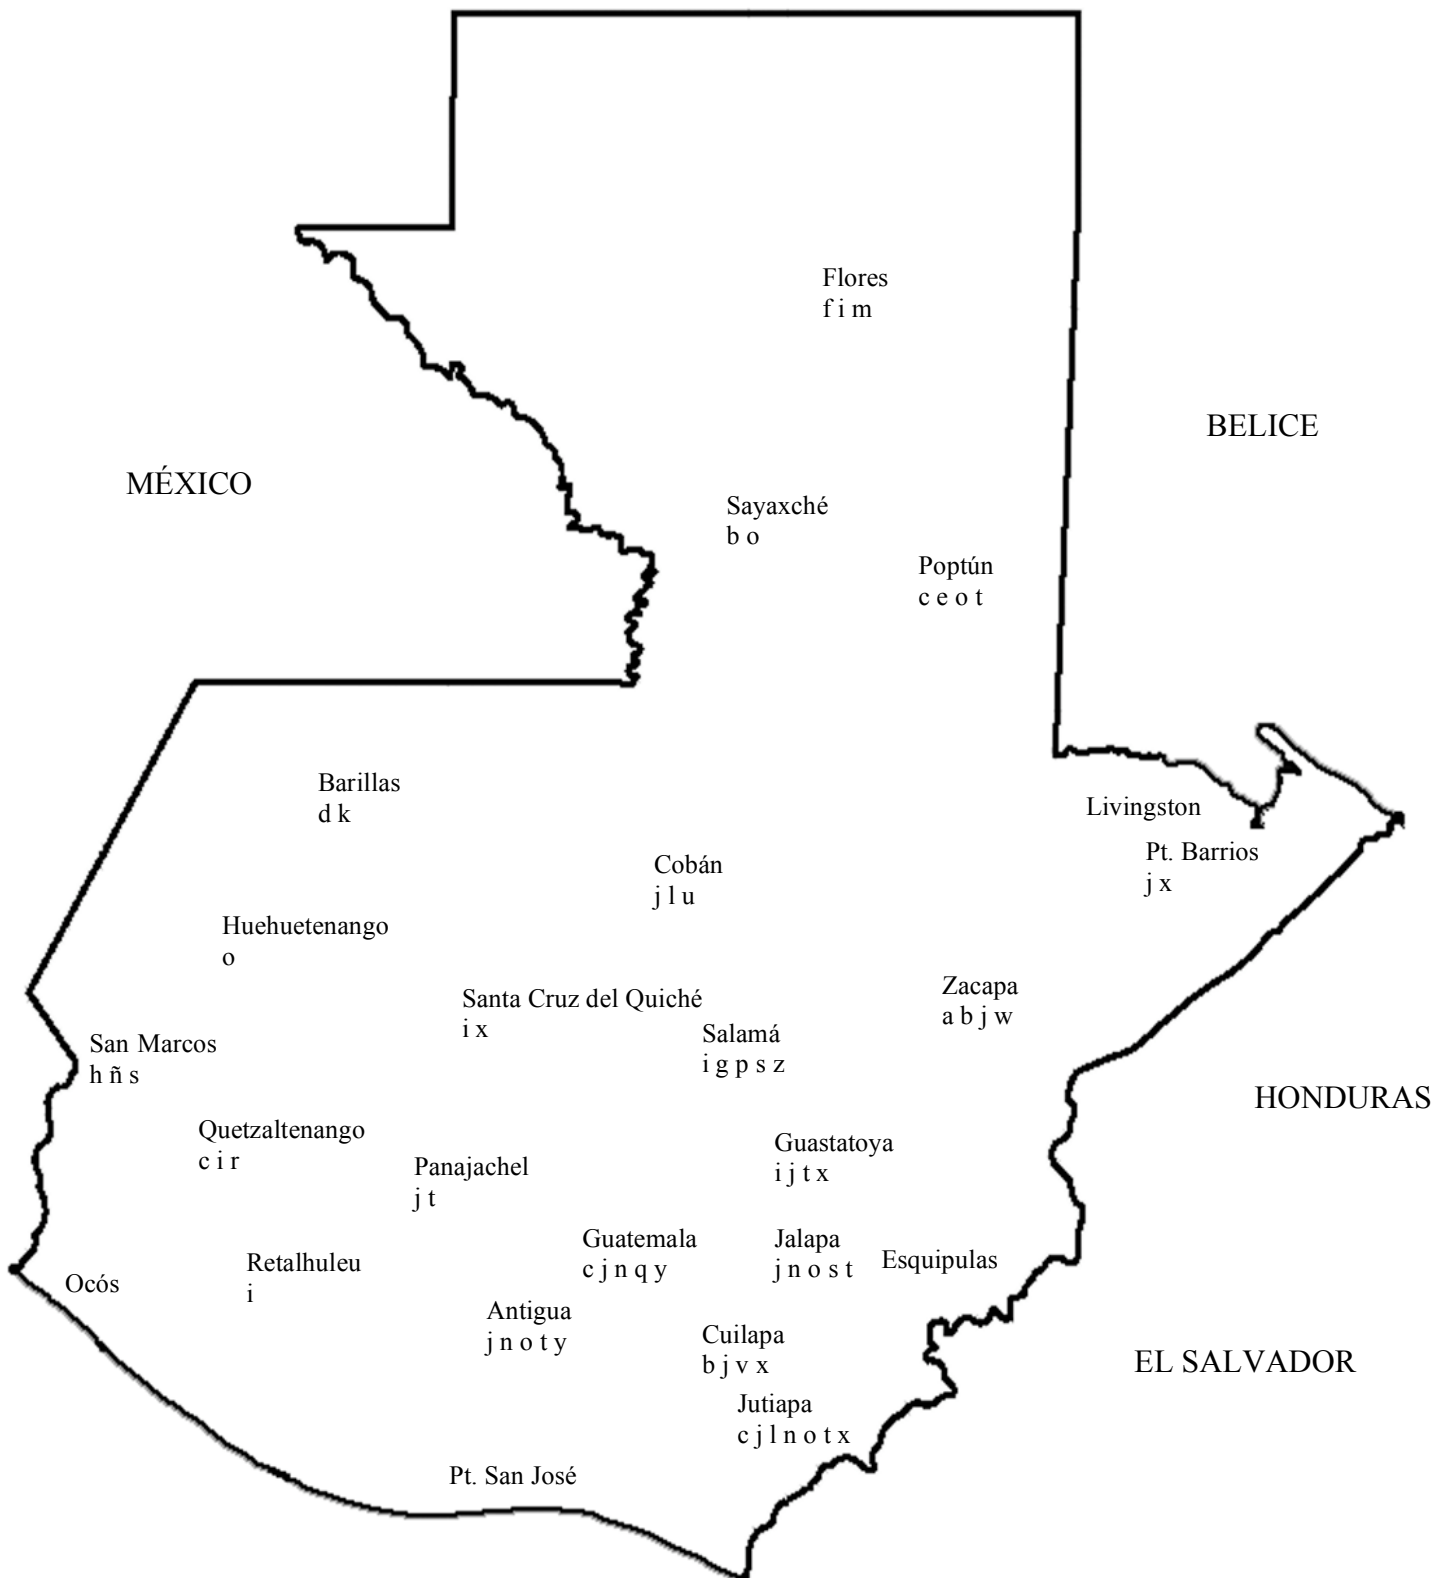 Flores
f i m
BELICE
MÉXICO
Sayaxché
b o
Poptún
c e o t
Barillas
d k
Livingston
Pt. Barrios
j x
Cobán
j l u
Huehuetenango
o
Santa Cruz del Quiché
i x
Zacapa
a b j w
Salamá
i g p s z
San Marcos
h ñ s
HONDURAS
Quetzaltenango
c i r
Panajachel
j t
Guastatoya
i j t x
Guatemala
c j n q y
Jalapa
j n o s t
Esquipulas
Retalhuleu
i
Ocós
Antigua
j n o t y
Cuilapa
b j v x
EL SALVADOR
Jutiapa
c j l n o t x
Pt. San José